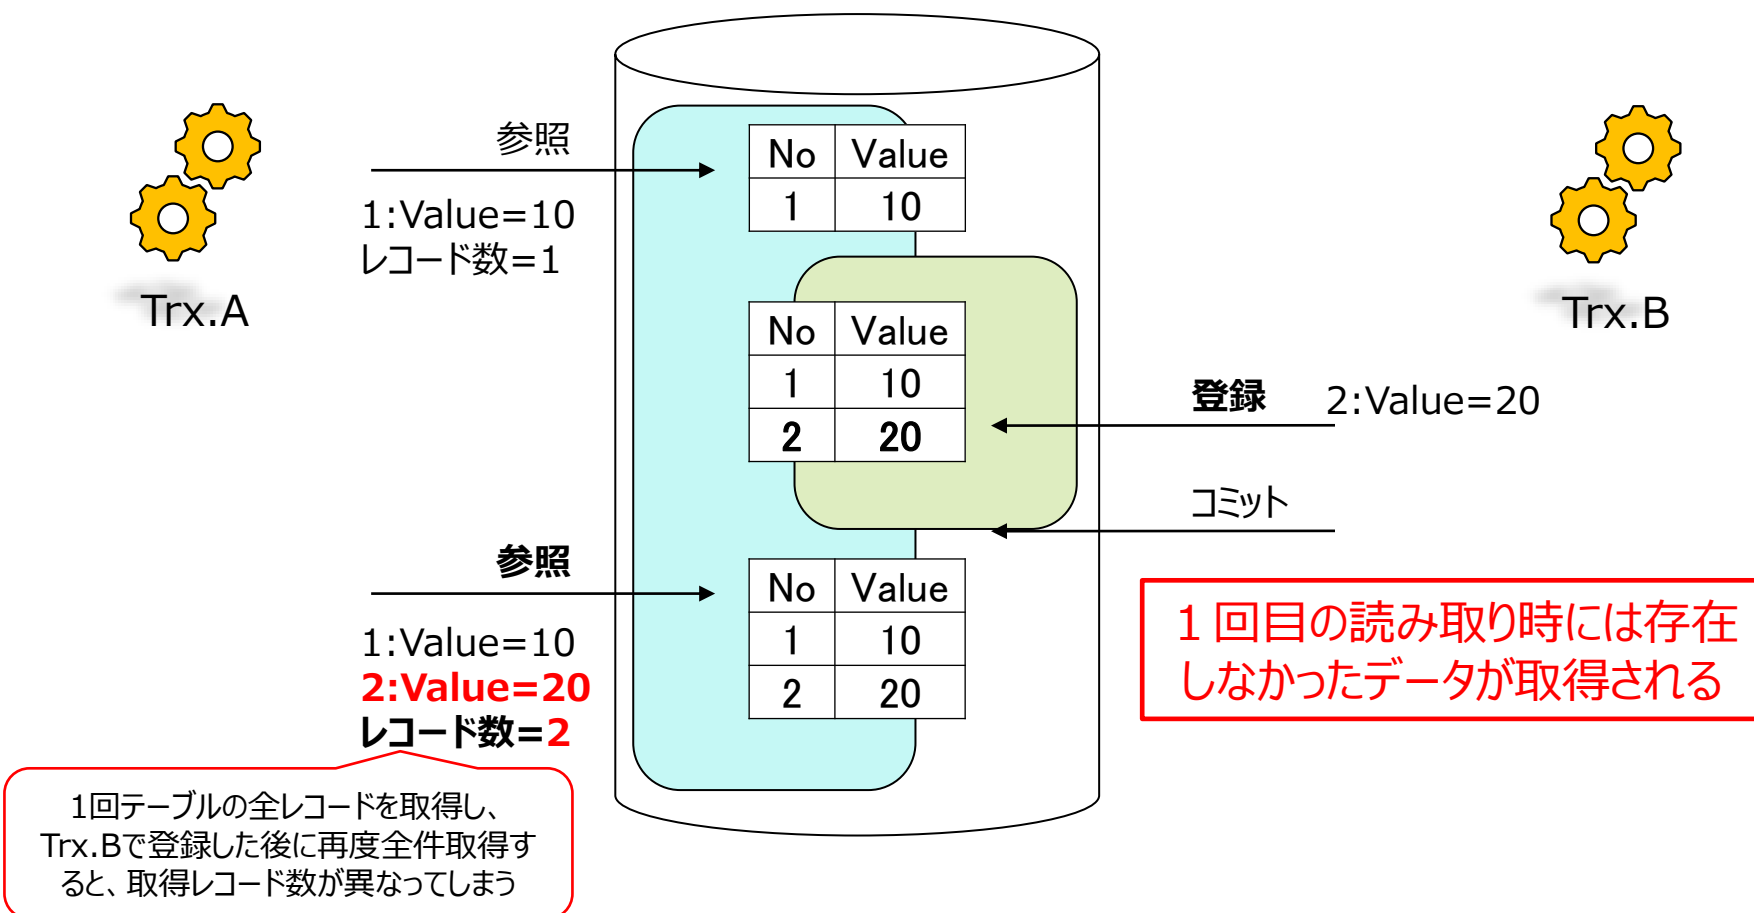 参照
1:Value=10
レコード数=1
Trx.A
No Value
1 10
No Value
1 10
2 20
Trx.B
登録 2:Value=20
コミット
参照
1:Value=10
2:Value=20
レコード数=2
No Value
1 10
2 20
1回目の読み取り時には存在
しなかったデータが取得される
1回テーブルの全レコードを取得し、
Trx.Bで登録した後に再度全件取得す
ると、取得レコード数が異なってしまう